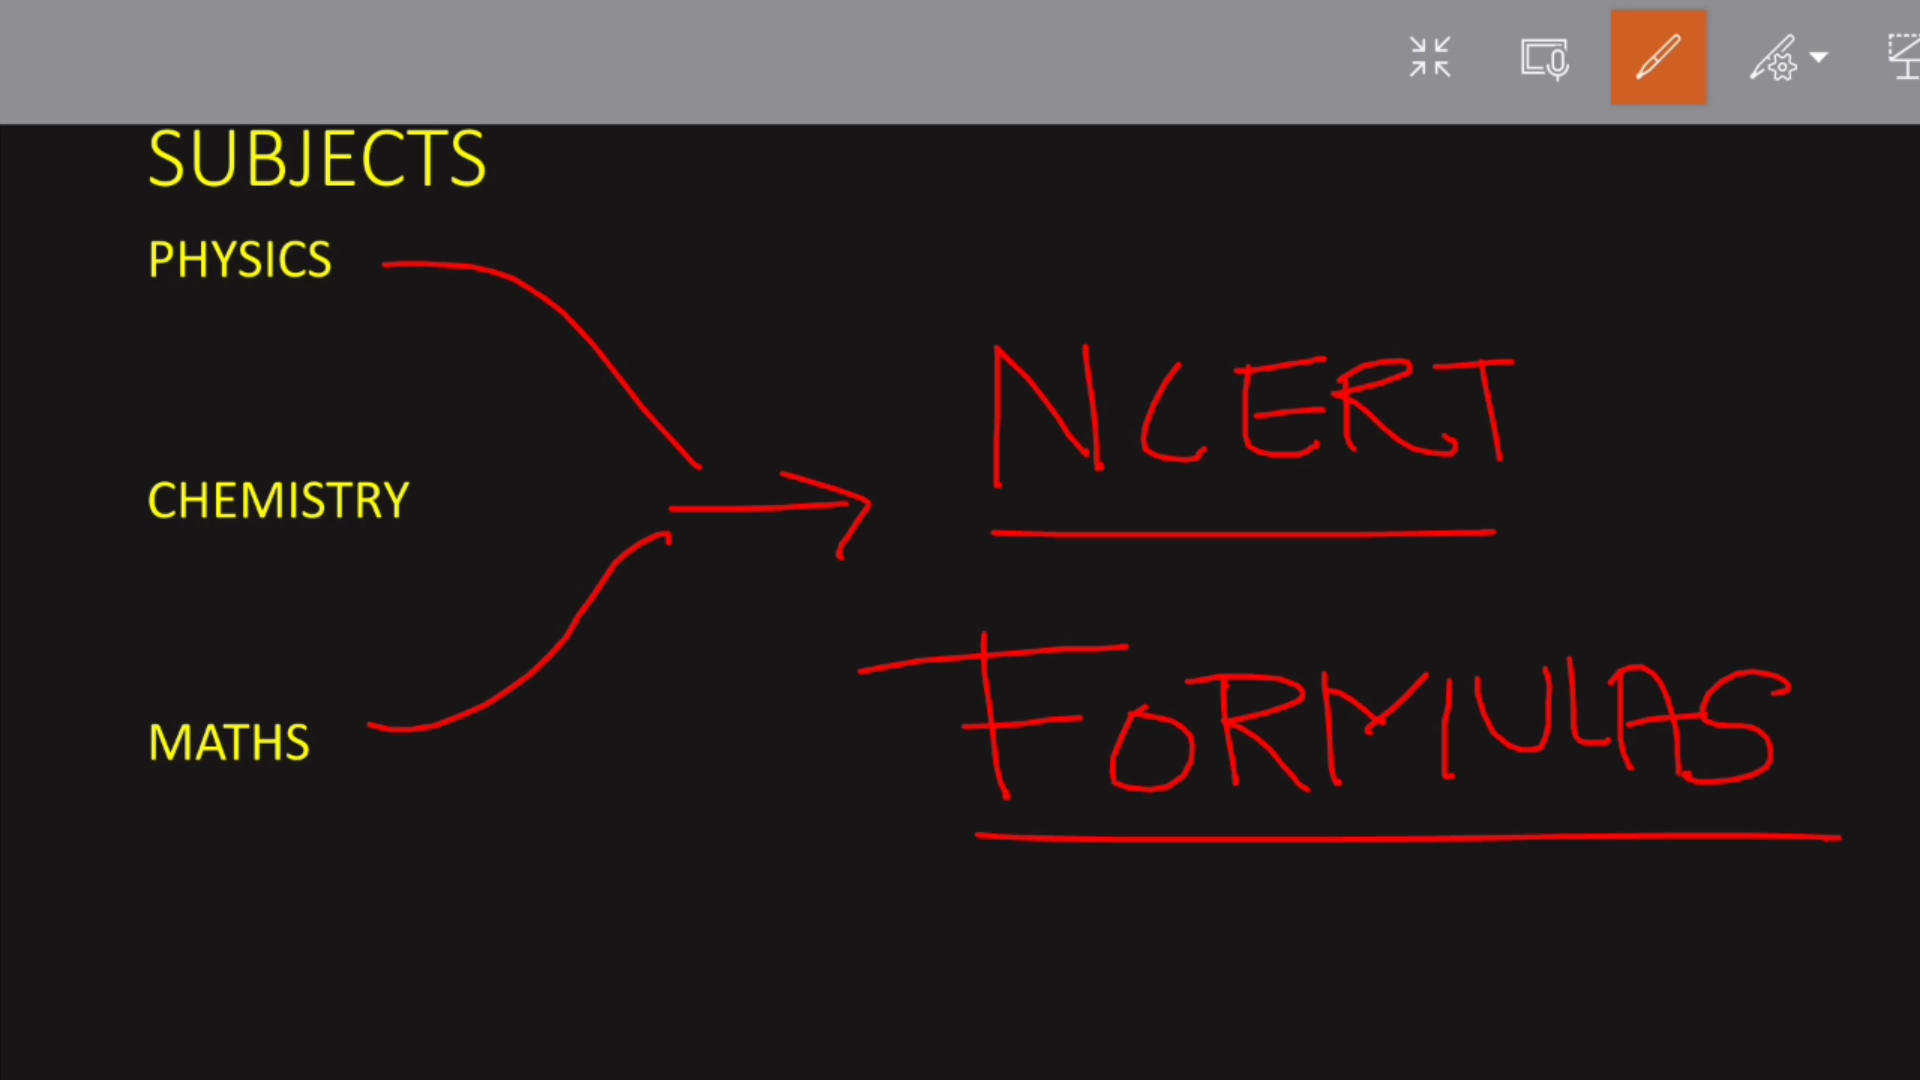 SUBJECTS
PHYSICS
NCERT
CHEMISTRY
FORMULAS
MATHS